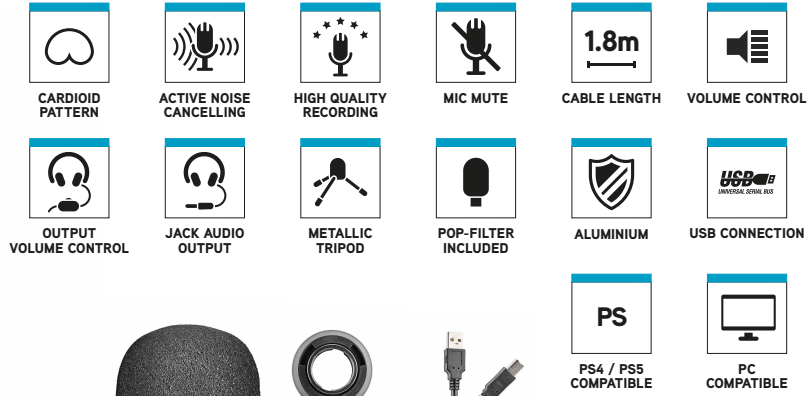 1.8m
CARDIOID
PATTERN
ACTIVE NOISE
CANCELLING
HIGH QUALITY
RECORDING
MIC MUTE
CABLE LENGTH
VOLUME CONTROL
USB
UNIVERSAL SERIAL BUS
OUTPUT
VOLUME CONTROL
JACK AUDIO
OUTPUT
METALLIC
TRIPOD
POP-FILTER
INCLUDED
ALUMINIUM
USB CONNECTION
PS
PS4 / PS5
COMPATIBLE
PC
COMPATIBLE